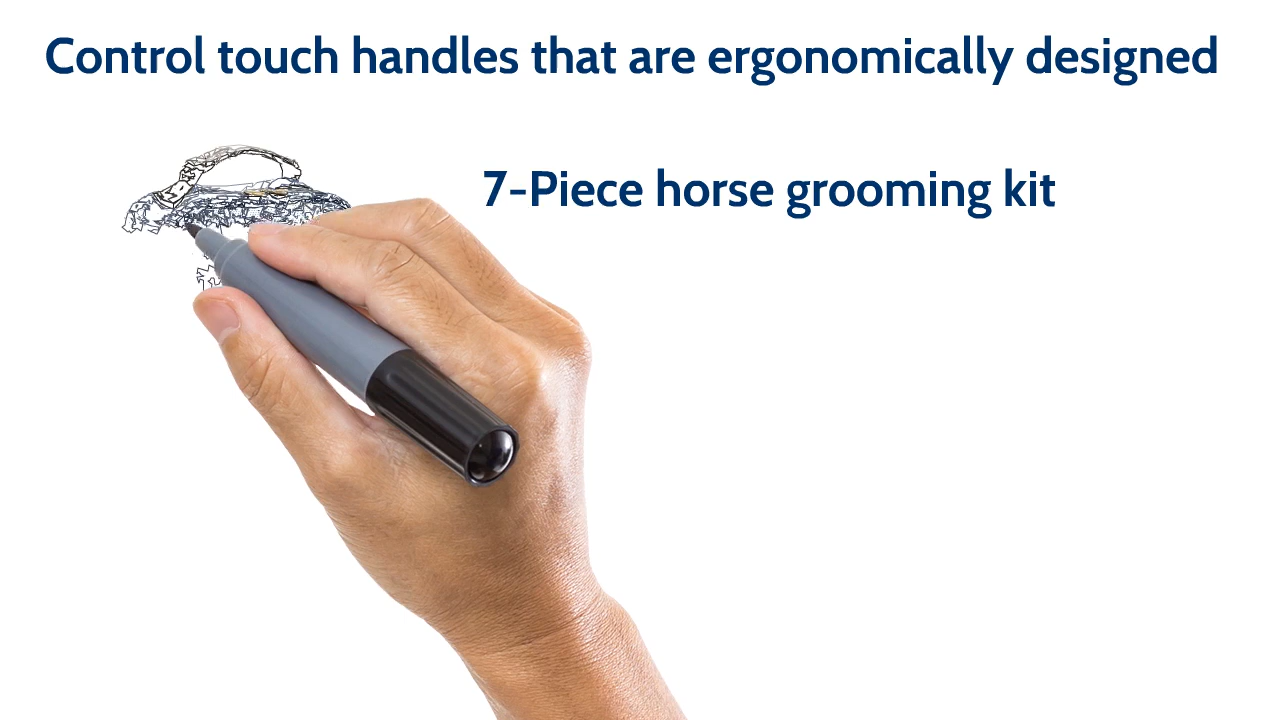 Control touch handles that are ergonomically designed
7-Piece horse grooming kit